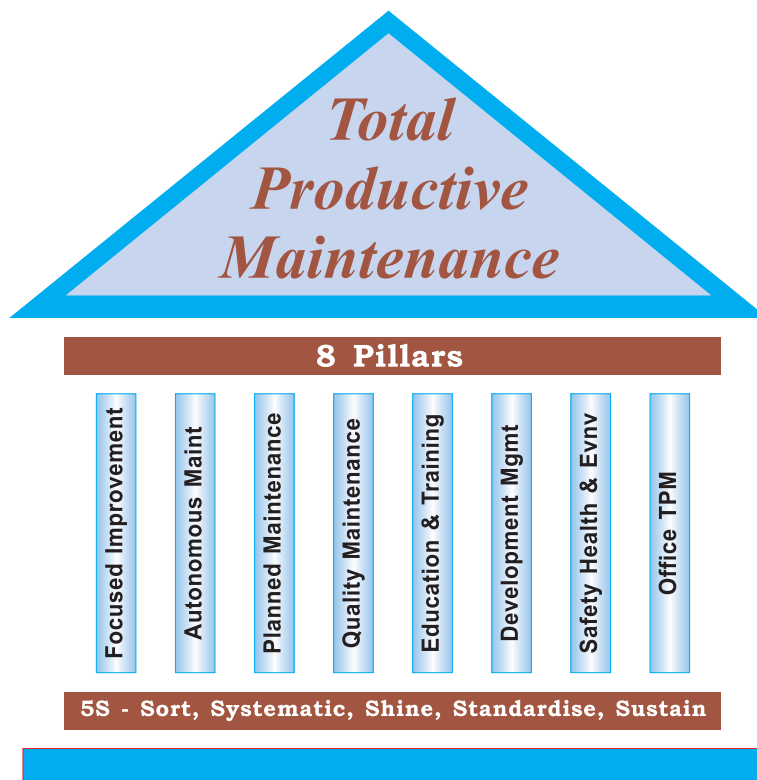 Total
Productive
Maintenance
8 Pillars
Focused Improvement
Autonomous Maint
Planned Maintenance
Quality Maintenance
Education & Training
Development Mgmt
Safety Health & Evnv
Office TPM
5S - Sort, Systematic, Shine, Standardise, Sustain